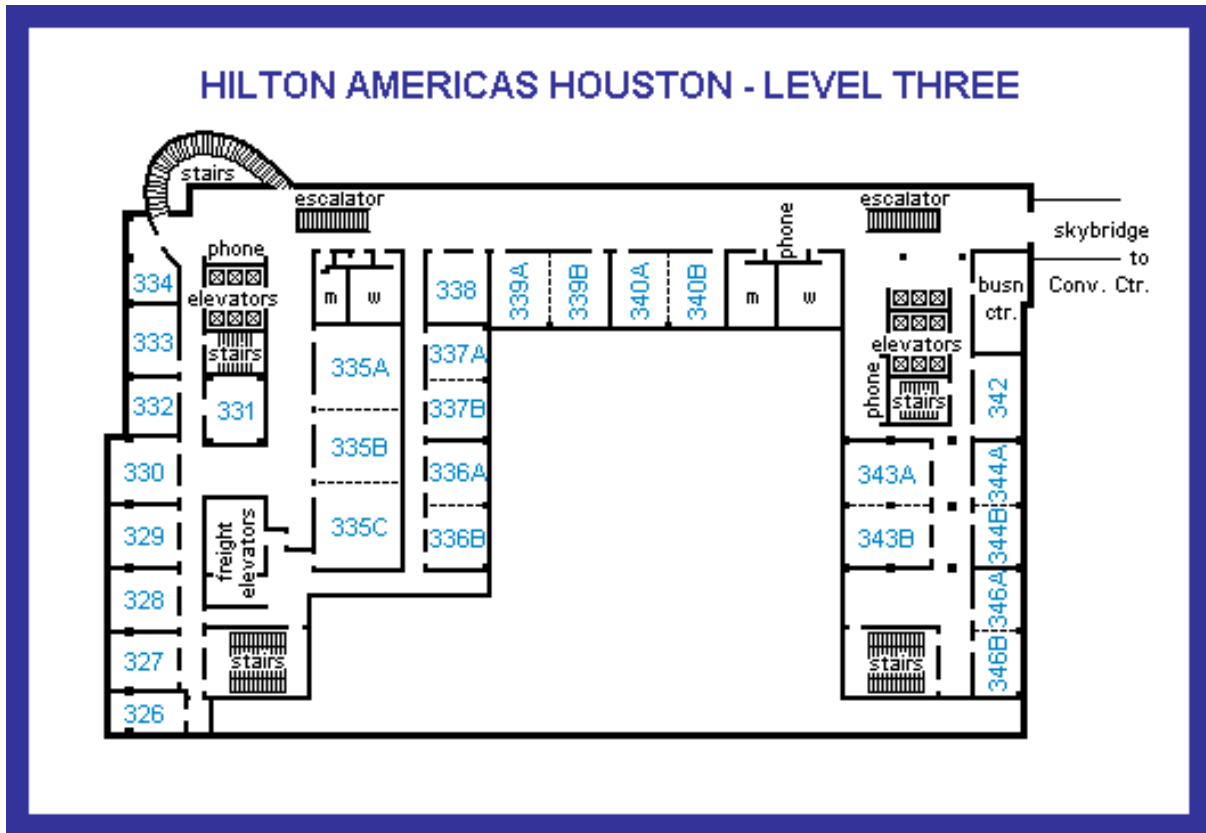 HILTON AMERICAS HOUSTON - LEVEL THREE
stairs
escalator
escalator
phone
skybridge
to
Conv. Ctr.
phone
334
elevators
m
w
338
339A
339B
340A
340B
m
w
busn
ctr.
333
stairs
335A
337A
elevators
332
331
337B
phone
stairs
342
330
335B
336A
343A
344A
329
freight
elevators
335C
336B
343B
344B
328
346A
327
stairs
stairs
346B
326